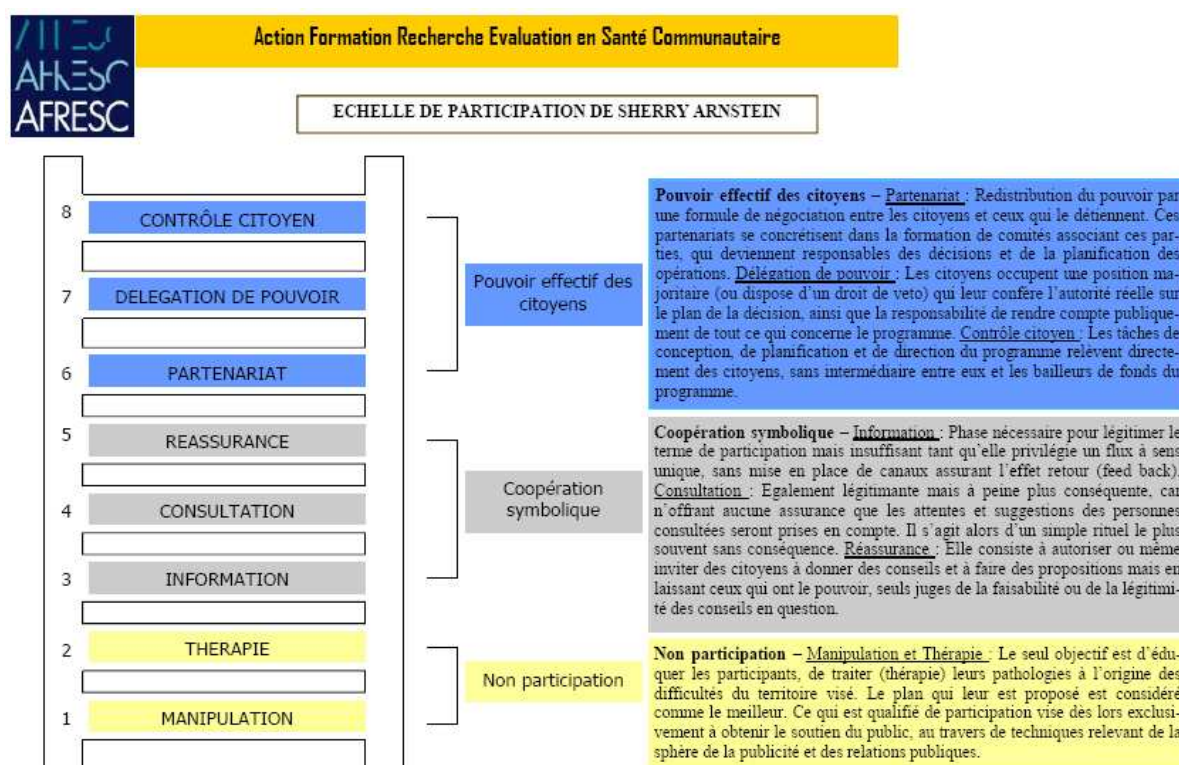 AFRESC
AFRESC
Action Formation Recherche Evaluation en Santé Communautaire
ECHELLE DE PARTICIPATION DE SHERRY ARNSTEIN
8
CONTRÔLE CITOYEN
7
DELEGATION DE POUVOIR
6
PARTENARIAT
5
REASSURANCE
4
CONSULTATION
3
INFORMATION
2
THERAPIE
1
MANIPULATION
Pouvoir effectif des
citoyens
Coopération
symbolique
Non participation
Pouvoir effectif des citoyens – Partenariat : Redistribution du pouvoir par
une formule de négociation entre les citoyens et ceux qui le détiennent. Ces
partenariats se concrétisent dans la formation de comités associant ces par-
ties, qui deviennent responsables des décisions et de la planification des
opérations. Délégation de pouvoir : Les citoyens occupent une position ma-
joritaire (ou dispose d'un droit de veto) qui leur confère l'autorité réelle sur
le plan de la décision, ainsi que la responsabilité de rendre compte publique-
ment de tout ce qui concerne le programme. Contrôle citoyen : Les tâches de
conception, de planification et de direction du programme relèvent directe-
ment des citoyens, sans intermédiaire entre eux et les bailleurs de fonds du
programme.
Coopération symbolique – Information : Phase nécessaire pour légitimer le
terme de participation mais insuffisant tant qu'elle privilégie un flux à sens
unique, sans mise en place de canaux assurant l'effet retour (feed back).
Consultation : Egalement légitimante mais à peine plus conséquente, car
n'offrant aucune assurance que les attentes et suggestions des personnes
consultées seront prises en compte. Il s'agit alors d'un simple rituel le plus
souvent sans conséquence. Réassurance : Elle consiste à autoriser ou même
inviter des citoyens à donner des conseils et à faire des propositions mais en
laissant ceux qui ont le pouvoir, seuls juges de la faisabilité ou de la légitimi-
té des conseils en question.
Non participation – Manipulation et Thérapie : Le seul objectif est d'édu-
quer les participants, de traiter (thérapie) leurs pathologies à l'origine des
difficultés du territoire visé. Le plan qui leur est proposé est considéré
comme le meilleur. Ce qui est qualifié de participation vise dès lors exclusi-
vement à obtenir le soutien du public, au travers de techniques relevant de la
sphère de la publicité et des relations publiques.